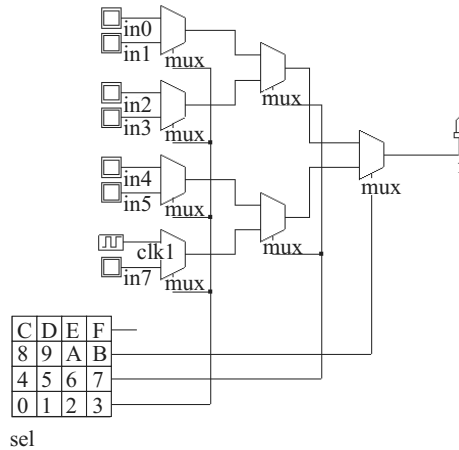 in0
in1
mux
mux
in2
in3
mux
mux
in4
in5
mux
clk1
mux
in7
mux
C D E F
8 9 A B
4 5 6 7
0 1 2 3
sel